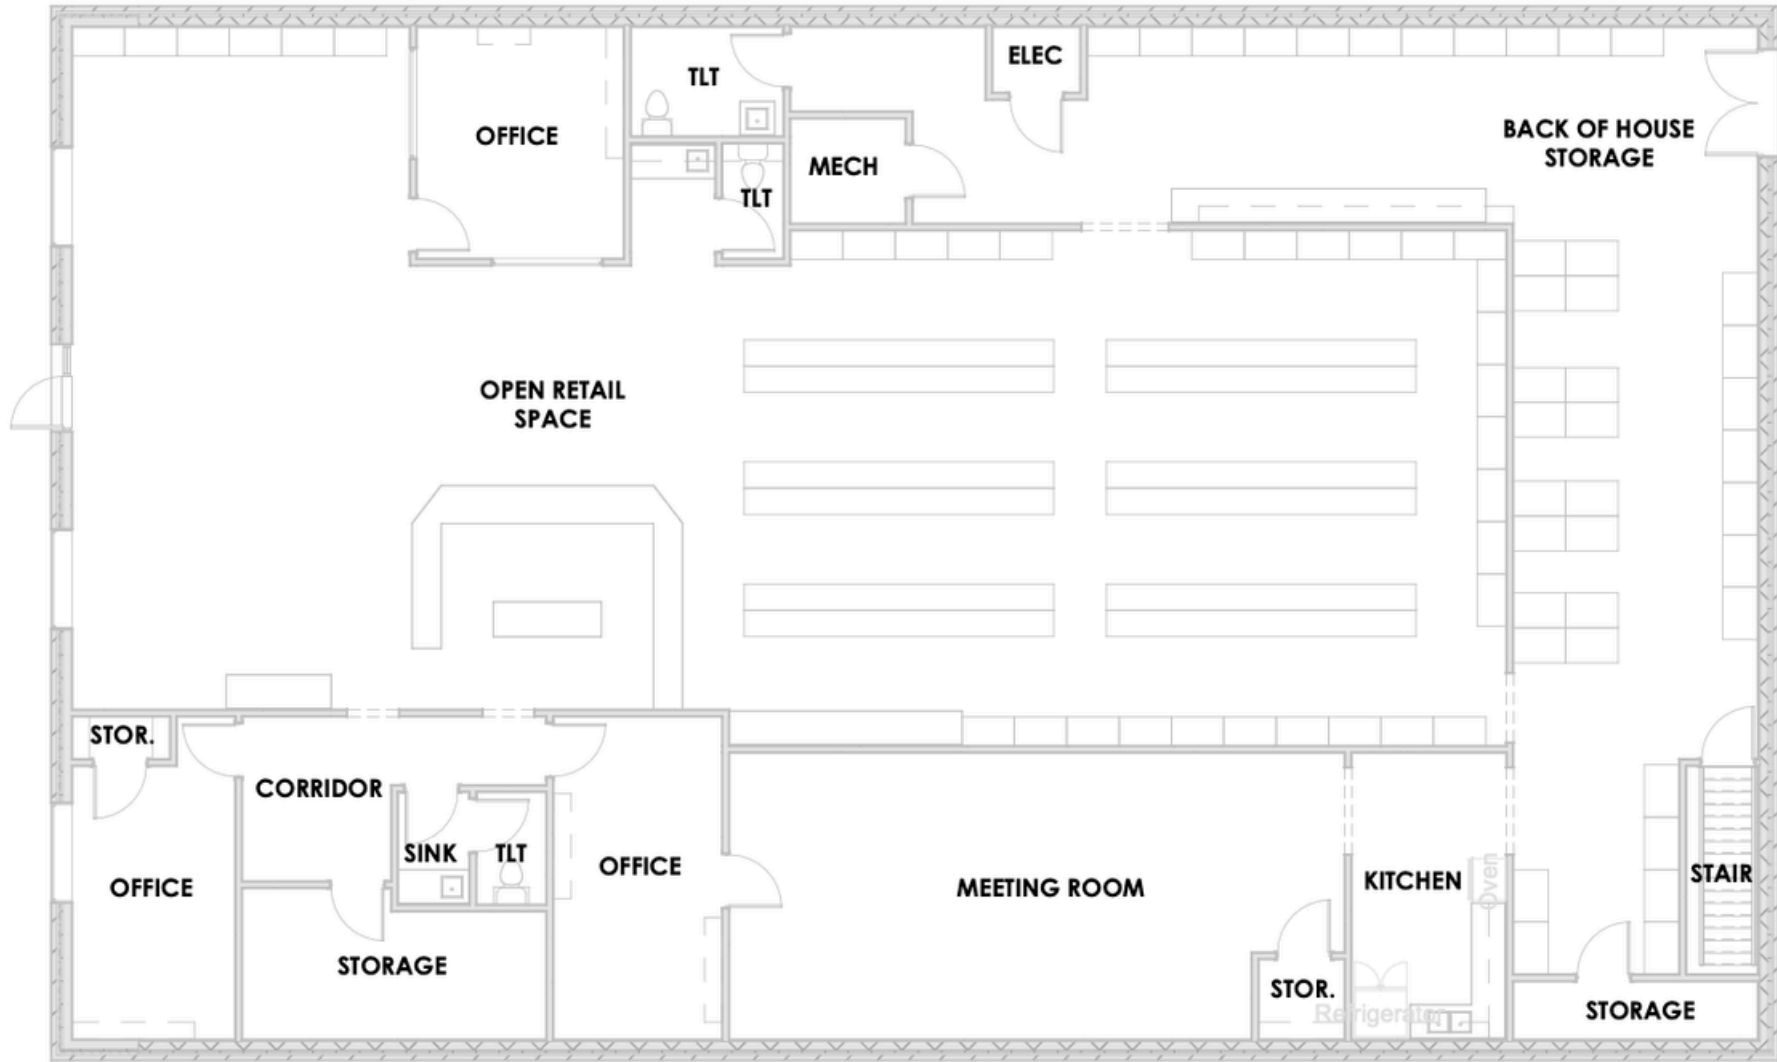 ELEC
TLT
OFFICE
BACK OF HOUSE
STORAGE
MECH
TLT
OPEN RETAIL
SPACE
STOR.
CORRIDOR
SINK
TLT
OFFICE
OFFICE
MEETING ROOM
KITCHEN
Oven
STAIR
STORAGE
STOR.
Refrigerator
STORAGE